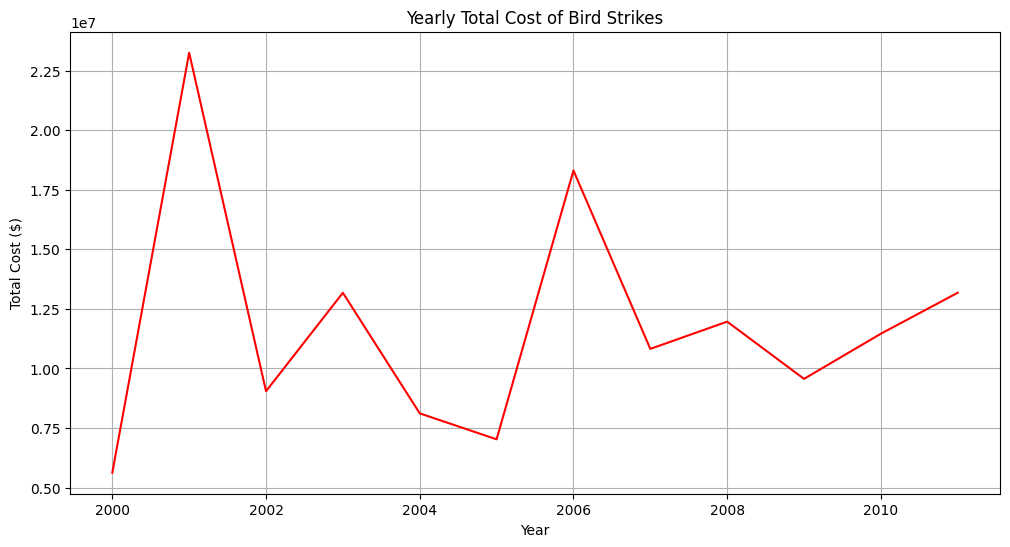 Yearly Total Cost of Bird Strikes
1e7
2.25
2.00
1.75
1.50
1.25
1.00
0.75
0.50
Total Cost ($)
2000 2002 2004 2006 2008 2010
Year